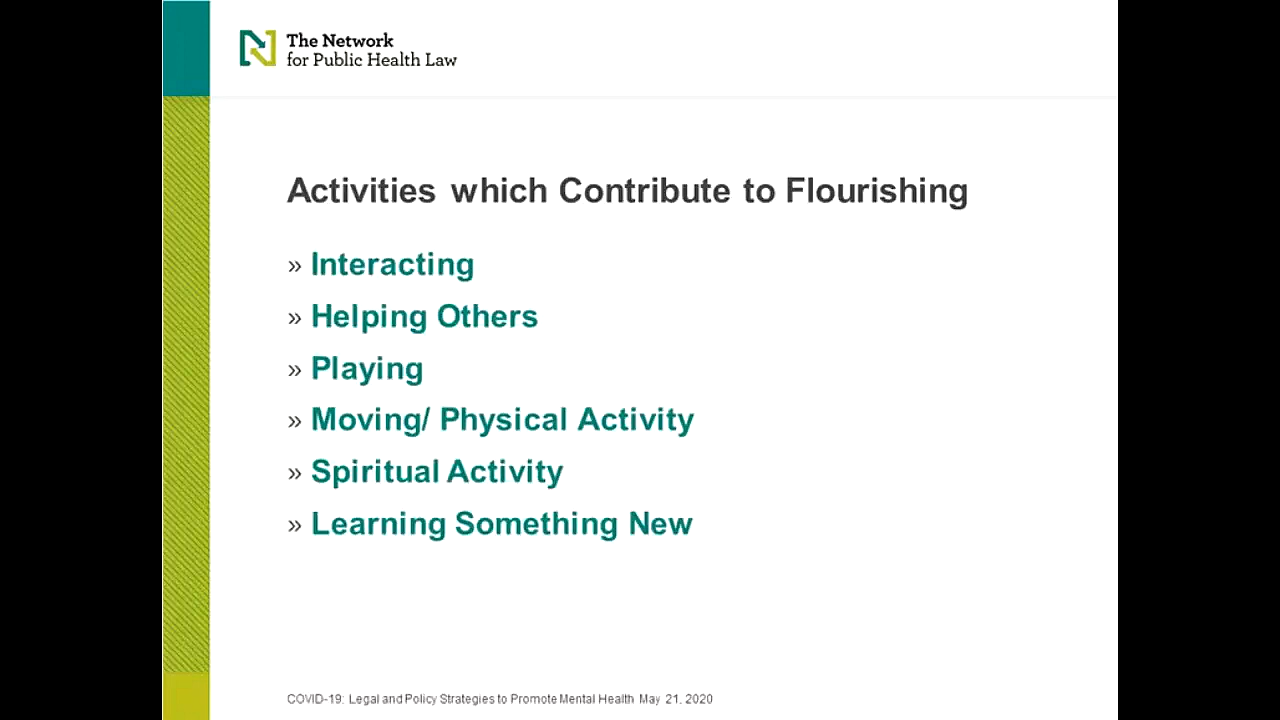 The Network
for Public Health Law
Activities which Contribute to Flourishing
» Interacting
» Helping Others
» Playing
» Moving/ Physical Activity
» Spiritual Activity
» Learning Something New
COVID-19: Legal and Policy Strategies to Promote Mental Health May 21, 2020